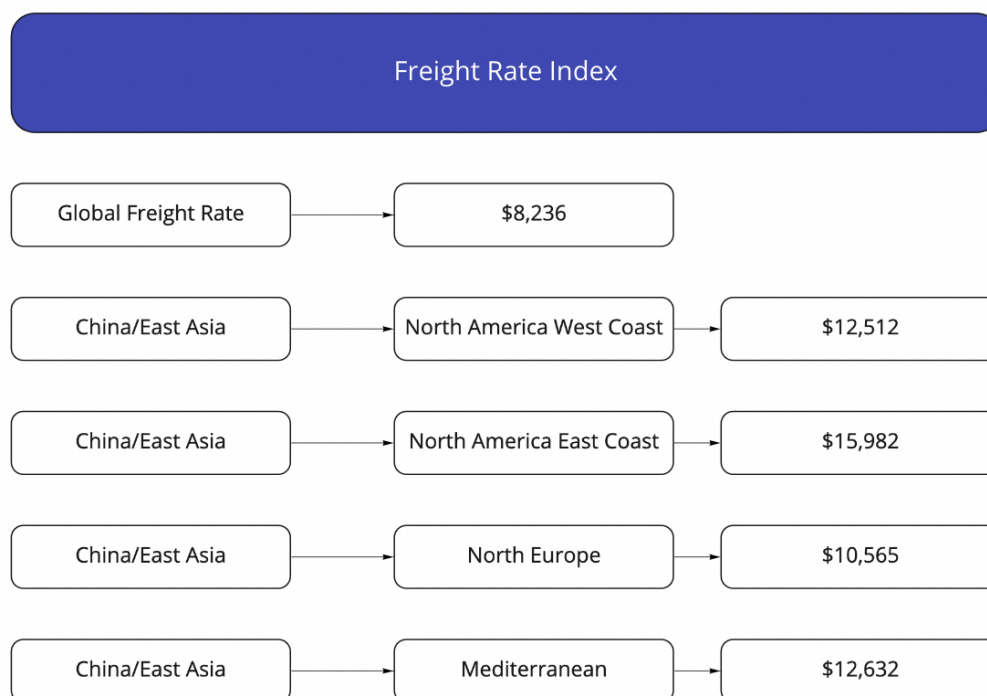 Freight Rate Index
Global Freight Rate $8,236
China/East Asia North America West Coast $12,512
China/East Asia North America East Coast $15,982
China/East Asia North Europe $10,565
China/East Asia Mediterranean $12,632